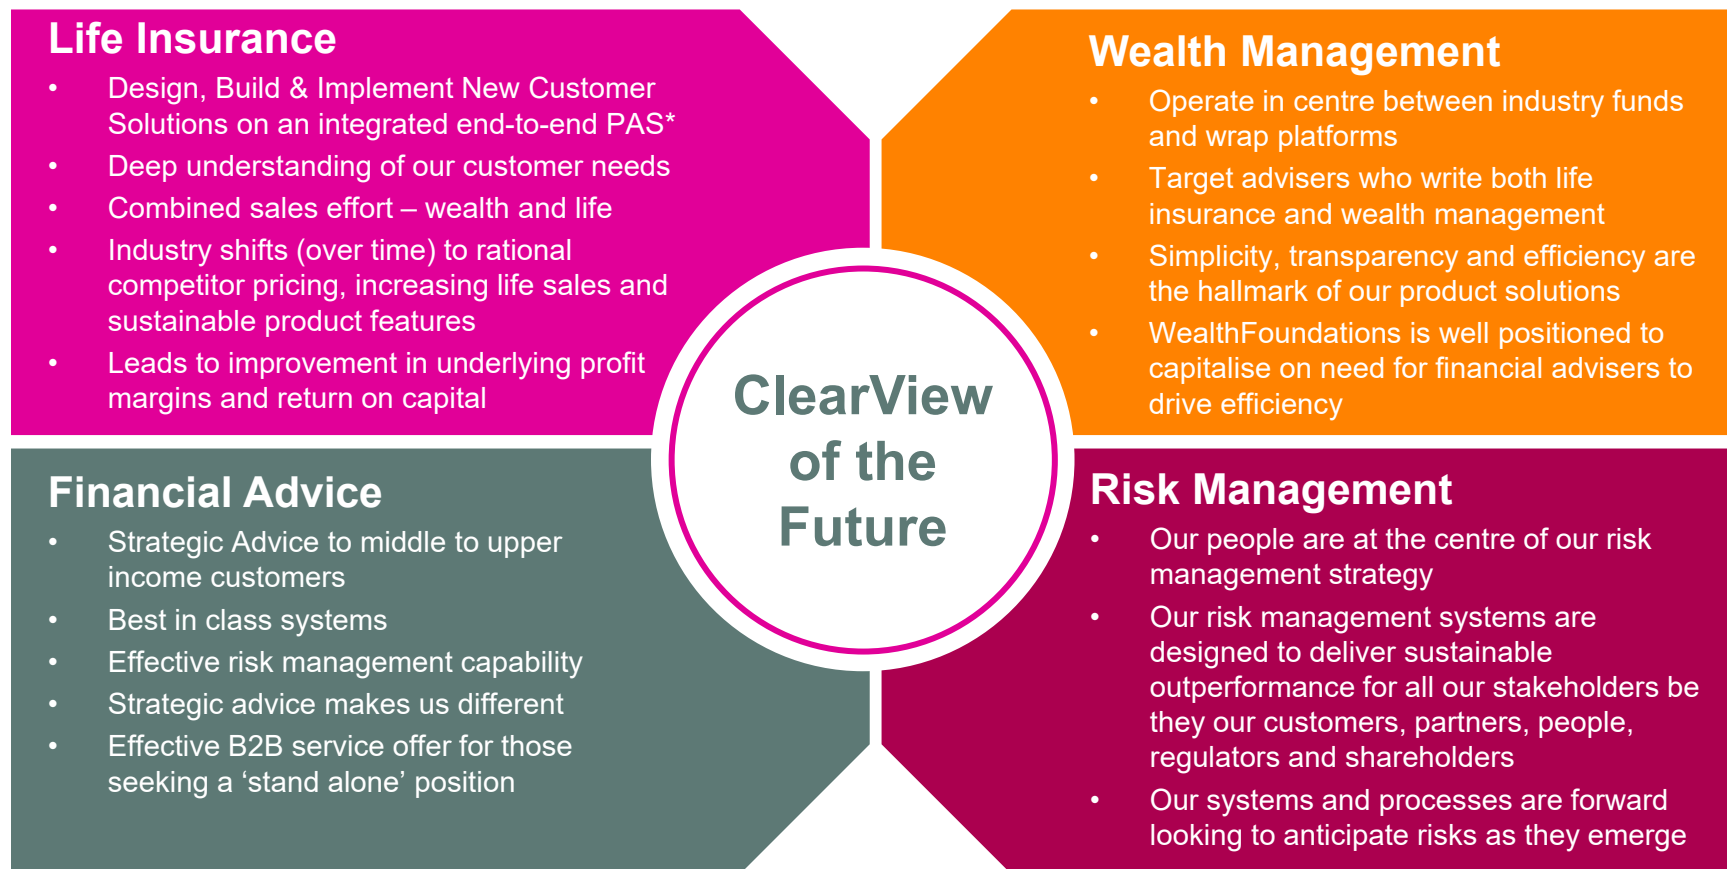 Life Insurance
• Design, Build & Implement New Customer
Solutions on an integrated end-to-end PAS*
• Deep understanding of our customer needs
• Combined sales effort – wealth and life
• Industry shifts (over time) to rational
competitor pricing, increasing life sales and
sustainable product features
• Leads to improvement in underlying profit
margins and return on capital
Wealth Management
• Operate in centre between industry funds
and wrap platforms
• Target advisers who write both life
insurance and wealth management
• Simplicity, transparency and efficiency are
the hallmark of our product solutions
• WealthFoundations is well positioned to
capitalise on need for financial advisers to
drive efficiency
ClearView
of the
Future
Financial Advice
• Strategic Advice to middle to upper
income customers
• Best in class systems
• Effective risk management capability
• Strategic advice makes us different
• Effective B2B service offer for those
seeking a ‘stand alone’ position
Risk Management
• Our people are at the centre of our risk
management strategy
• Our risk management systems are
designed to deliver sustainable
outperformance for all our stakeholders be
they our customers, partners, people,
regulators and shareholders
• Our systems and processes are forward
looking to anticipate risks as they emerge